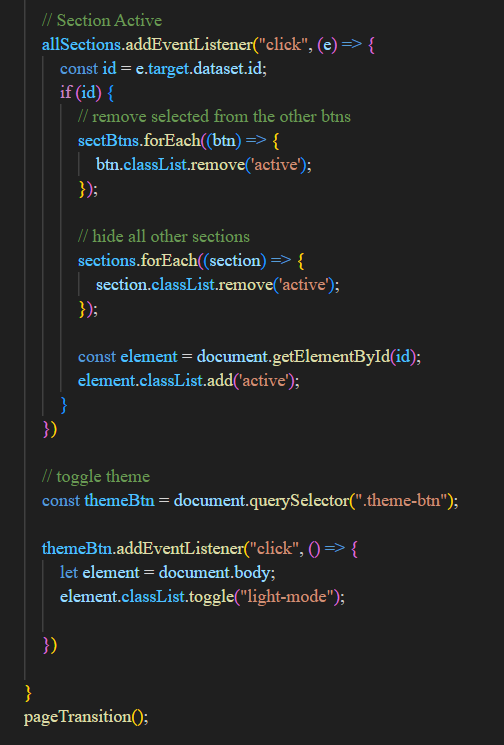 // Section Active
allSections.addEventListener("click", (e) => {
const id = e.target.dataset.id;
if (id) {
// remove selected from the other btns
sectBtns.forEach((btn) => {
btn.classList.remove('active');
});
// hide all other sections
sections.forEach((section) => {
section.classList.remove('active');
});
const element = document.getElementById(id);
element.classList.add('active');
}
})
// toggle theme
const themeBtn = document.querySelector(".theme-btn");
themeBtn.addEventListener("click", () => {
let element = document.body;
element.classList.toggle("light-mode");
})
}
pageTransition();